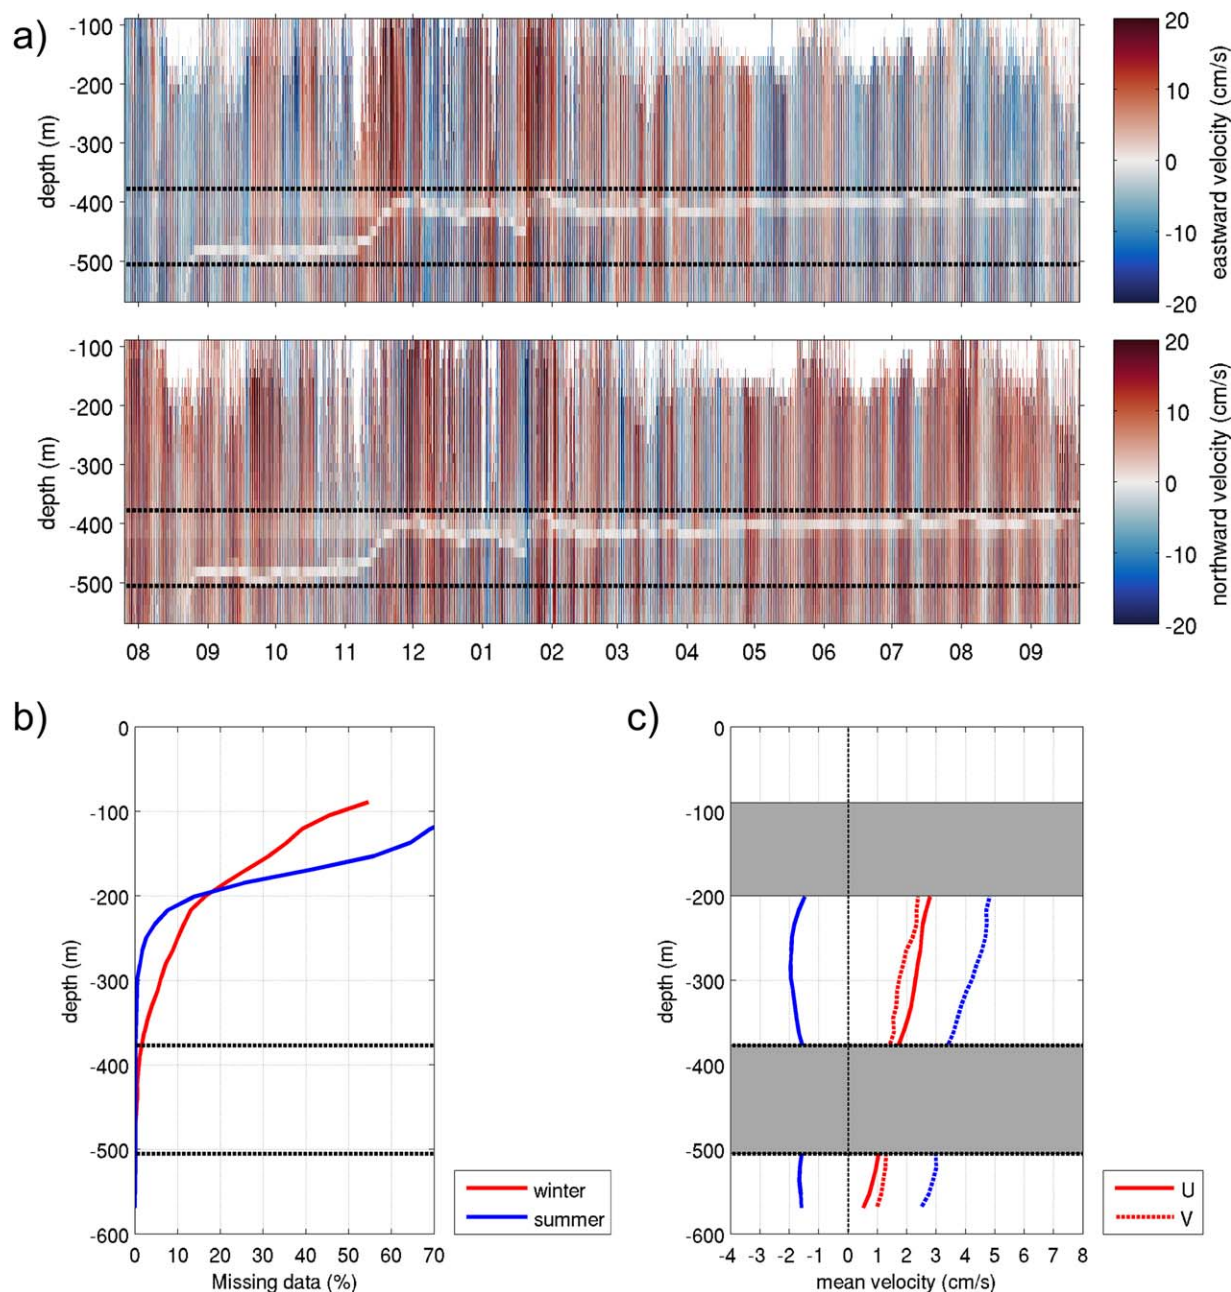 a)
-100
-200
-300
-400
-500
depth (m)
20
10
0
-10
-20
eastward velocity (cm/s)
-100
-200
-300
-400
-500
depth (m)
20
10
0
-10
-20
northward velocity (cm/s)
08 09 10 11 12 01 02 03 04 05 06 07 08 09
b)
0
-100
-200
-300
-400
-500
-600
depth (m)
0 10 20 30 40 50 60 70
Missing data (%)
winter
summer
c)
0
-100
-200
-300
-400
-500
-600
depth (m)
-4 -3 -2 -1 0 1 2 3 4 5 6 7 8
mean velocity (cm/s)
U
V